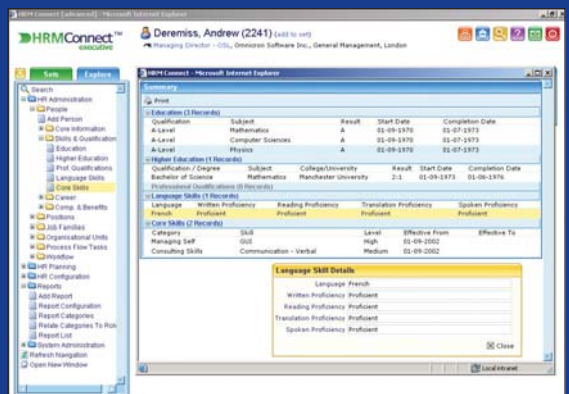 HRM Connect [advanced] - Microsoft Internet Explorer
HRMConnect.™
executive
Deremiss, Andrew (2241) (add to set)
Managing Director - OSL, Omnicron Software Inc., General Management, London
Sets Explore
Search
HR Administration
People
Add Person
Core Information
Skills & Qualification
Education
Higher Education
Prof. Qualifications
Language Skills
Core Skills
Career
Comp. & Benefits
Positions
Job Families
Organisational Units
Process Flow Tasks
Workflow
HR Planning
HR Configuration
Reports
Add Report
Report Configuration
Report Categories
Relate Categories To Role
Report List
System Administration
Refresh Navigation
Open New Window
HRM Connect - Microsoft Internet Explorer
Summary
Print
Education (3 Records)
Qualification Subject Result Start Date Completion Date
A-Level Mathematics A 01-09-1970 01-07-1973
A-Level Computer Sciences A 01-09-1970 01-07-1973
A-Level Physics A 01-09-1970 01-07-1973
Higher Education (1 Records)
Qualification / Degree Subject College/University Result Start Date Completion Date
Bachelor of Science Mathematics Manchester University 2:1 01-09-1973 01-06-1976
Professional Qualifications (0 Records)
Language Skills (1 Records)
Language Written Proficiency Reading Proficiency Translation Proficiency Spoken Proficiency
French Proficient Proficient Proficient Proficient
Core Skills (2 Records)
Category Skill Level Effective From Effective To
Managing Self GUI High 01-09-2002
Consulting Skills Communication - Verbal Medium 01-09-2002
Language Skill Details
Language French
Written Proficiency Proficient
Reading Proficiency Proficient
Translation Proficiency Proficient
Spoken Proficiency Proficient
Close
Local intranet